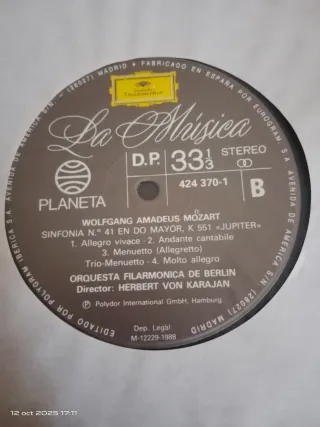 Deutsche
Grammophon
La Música
D.P. 33 1/3 STEREO
424 370-1
PLANETA
B
WOLFGANG AMADEUS MOZART
SINFONIA N.º 41 EN DO MAYOR, K 551 «JUPITER»
1. Allegro vivace - 2. Andante cantabile
3. Menuetto (Allegretto)
Trio-Menuetto - 4. Molto allegro
ORQUESTA FILARMONICA DE BERLIN
Director: HERBERT VON KARAJAN
℗ Polydor International GmbH, Hamburg
Dep. Legal
M-12229-1988
EDITADO POR POLYGRAM IBERICA S/A. AVENIDA DE AMERICA S/N • (28027) MADRID • FABRICADO EN ESPAÑA POR EUROGRAM S/A. AVENIDA DE AMERICA S/N • (28027) MADRID
12 oct 2025 17:11